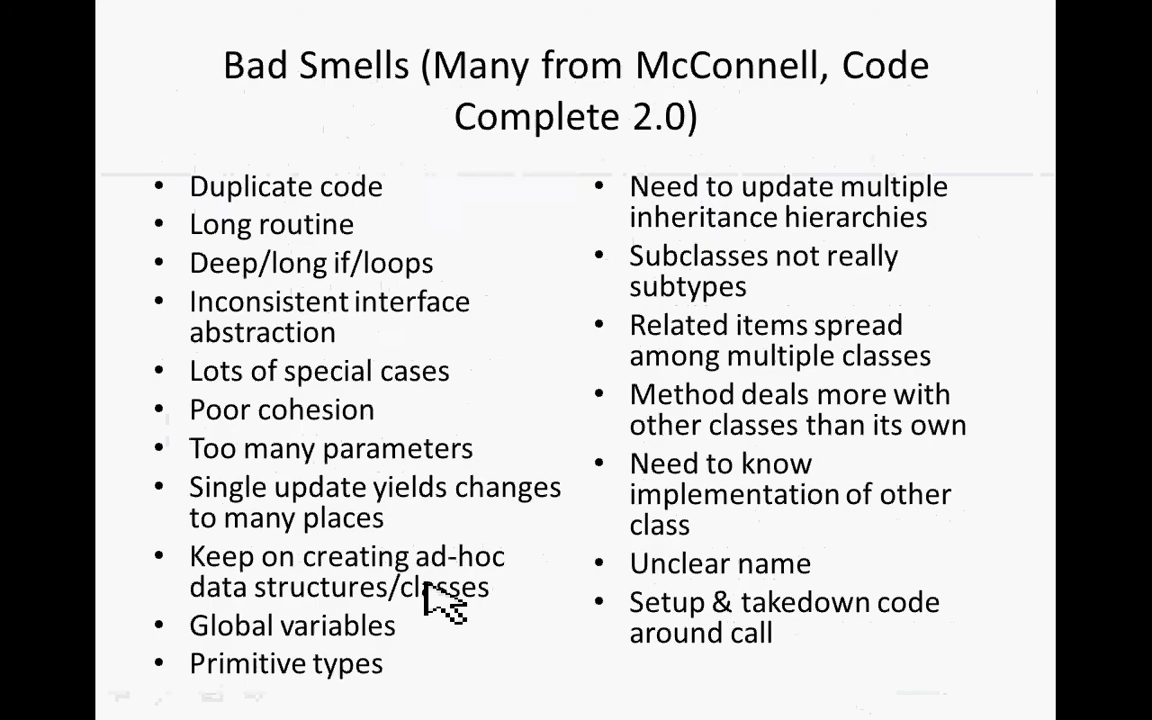 Bad Smells (Many from McConnell, Code
Complete 2.0)
• Duplicate code
• Long routine
• Deep/long if/loops
• Inconsistent interface
abstraction
• Lots of special cases
• Poor cohesion
• Too many parameters
• Single update yields changes
to many places
• Keep on creating ad-hoc
data structures/classes
• Global variables
• Primitive types
• Need to update multiple
inheritance hierarchies
• Subclasses not really
subtypes
• Related items spread
among multiple classes
• Method deals more with
other classes than its own
• Need to know
implementation of other
class
• Unclear name
• Setup & takedown code
around call